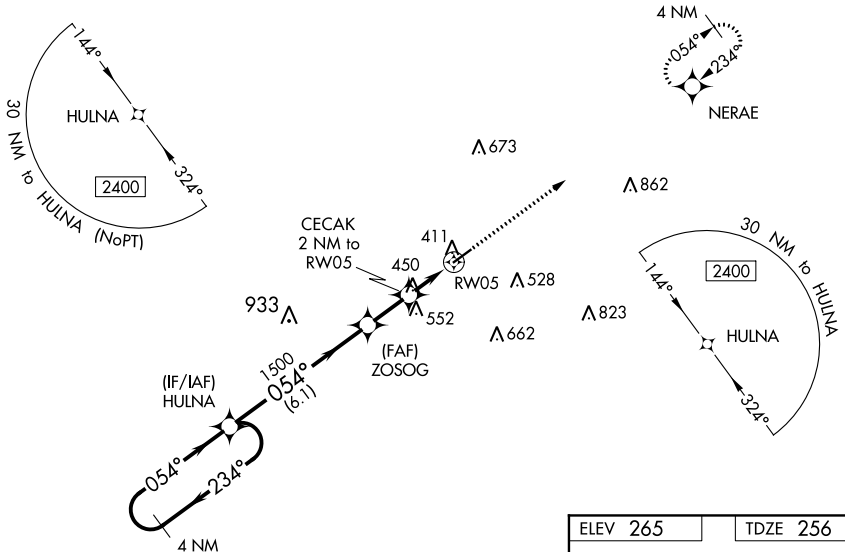 4 NM
054°
234°
NERAE
144°
HULNA
324°
2400
30 NM to HULNA (NoPT)
673
862
CECAK
2 NM to
RW05
411
450
RW05
528
552
933
662
823
30 NM to HULNA
144°
2400
HULNA
324°
(FAF)
ZOSOG
1500
054°
(6.1)
(IF/IAF)
HULNA
054°
234°
4 NM
ELEV 265
TDZE 256